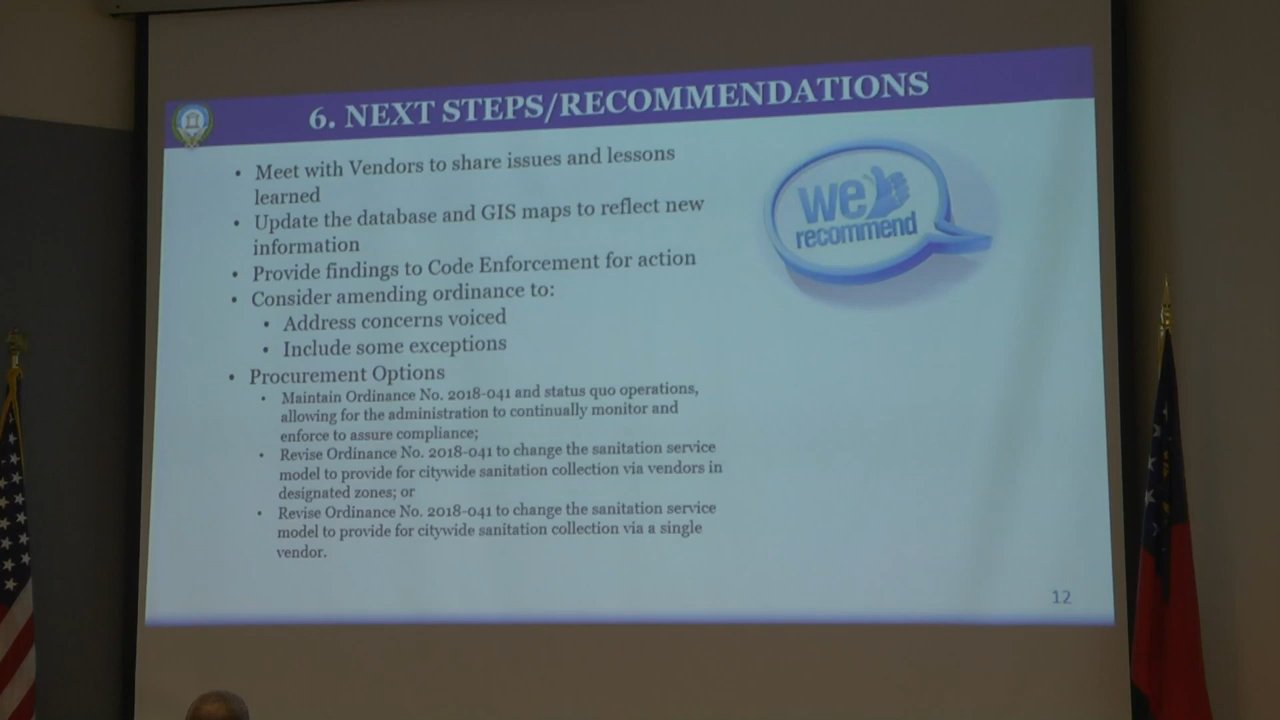 6. NEXT STEPS/RECOMMENDATIONS
• Meet with Vendors to share issues and lessons
learned
• Update the database and GIS maps to reflect new
information
• Provide findings to Code Enforcement for action
• Consider amending ordinance to:
• Address concerns voiced
• Include some exceptions
• Procurement Options
• Maintain Ordinance No. 2018-041 and status quo operations,
allowing for the administration to continually monitor and
enforce to assure compliance;
• Revise Ordinance No. 2018-041 to change the sanitation service
model to provide for citywide sanitation collection via vendors in
designated zones; or
• Revise Ordinance No. 2018-041 to change the sanitation service
model to provide for citywide sanitation collection via a single
vendor.
we
recommend
12